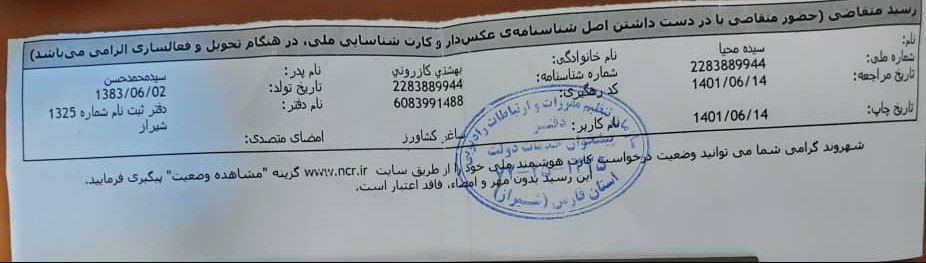 رسید متقاضی (حضور متقاضی با در دست داشتن اصل شناسنامه‌ی عکس‌دار و کارت شناسایی ملی، در هنگام تحویل و فعالسازی الزامی می‌باشد)
نام: سیده محیا نام خانوادگی: بهشتي کازروني نام پدر: سیدمحمدحسن
شماره ملی: 2283889944 شماره شناسنامه: 2283889944 تاریخ تولد: 1383/06/02
تاریخ مراجعه: 1401/06/14 کد رهگیری: 6083991488 نام دفتر: دفتر ثبت نام شماره 1325 شیراز
تاریخ چاپ: 1401/06/14 نام کاربر: ساغر کشاورز امضای متصدی:
شهروند گرامی شما می توانید وضعیت درخواست کارت هوشمند ملی خود را از طریق سایت www.ncr.ir گزینه "مشاهده وضعیت" پیگیری فرمایید.
این رسید بدون مهر و امضاء، فاقد اعتبار است.
سازمان تنظیم مقررات و ارتباطات رادیویی
دفتر
پیشخوان خدمات دولت
استان فارس (شیراز)